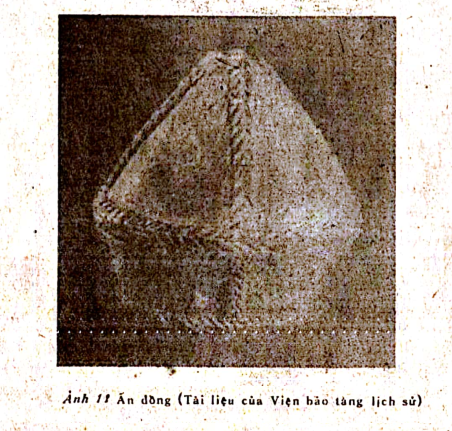 Ảnh 11 Ấn đồng (Tài liệu của Viện bảo tàng lịch sử)